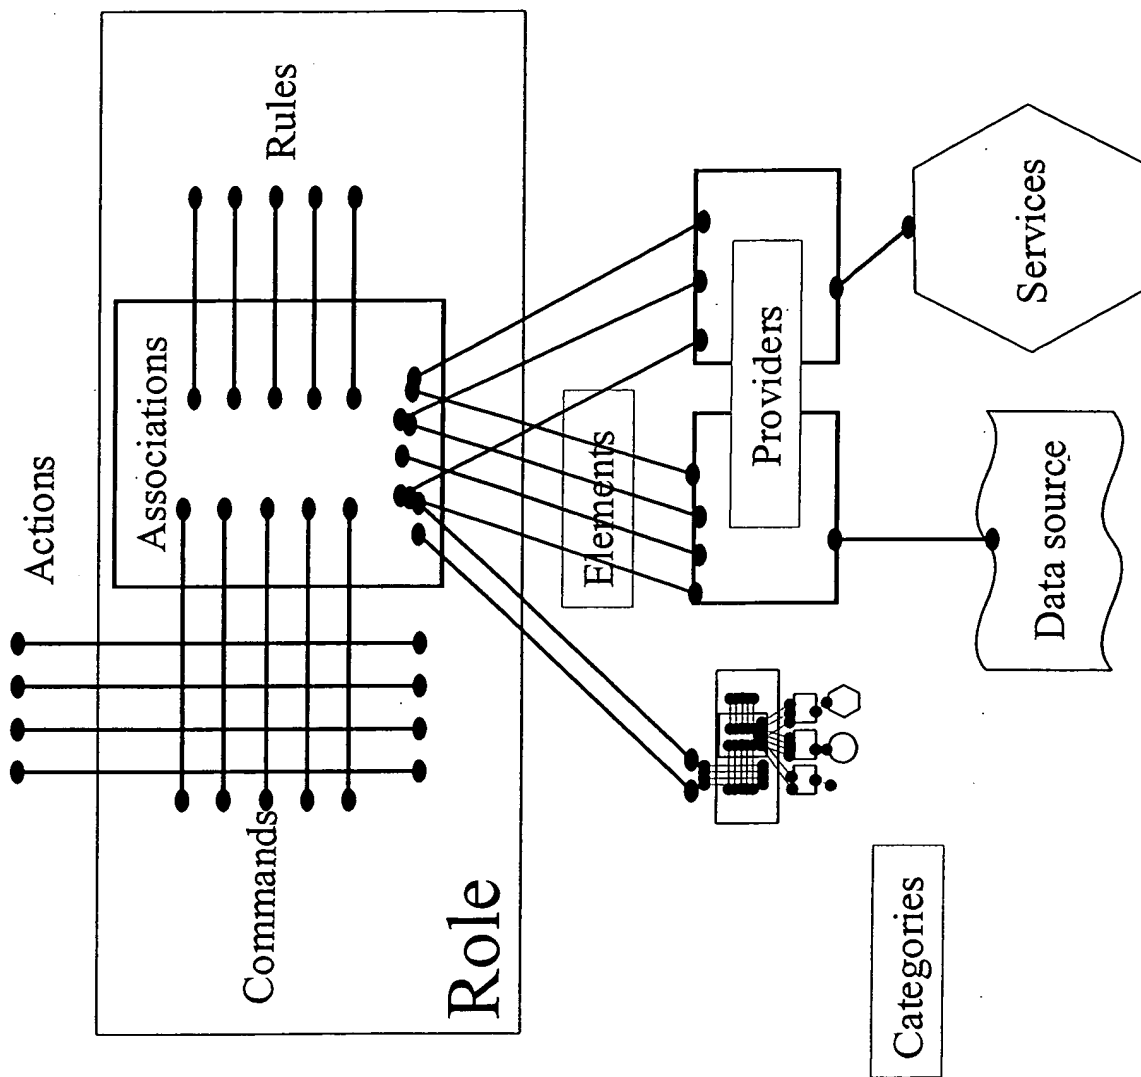 Actions
Associations
Rules
Commands
Role
Elements
Providers
Categories
Data source
Services